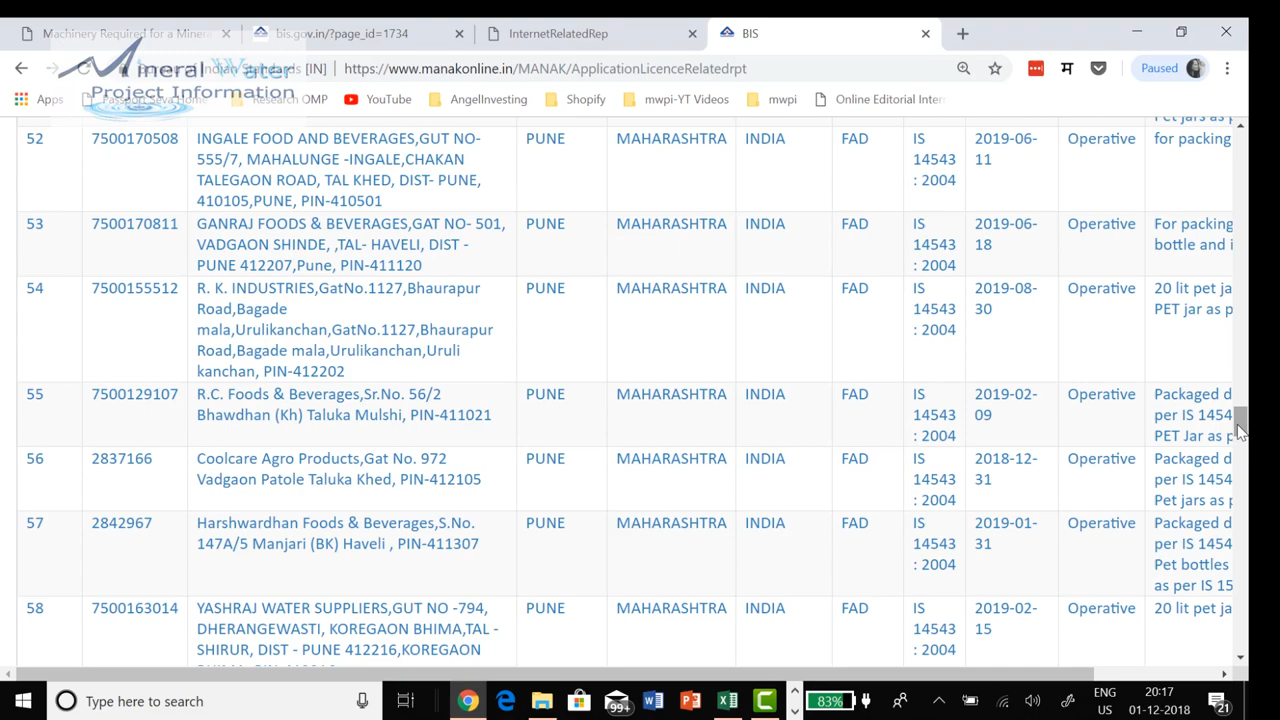 Machinery Required for a Minera
bis.gov.in/?page_id=1734
InternetRelatedRep
BIS
Mineral Water
Project Information
Indian Standards [IN]
https://www.manakonline.in/MANAK/ApplicationLicenceRelatedrpt
Paused
Apps
Passport Seva Home
Research OMP
YouTube
AngelInvesting
Shopify
mwpi-YT Videos
mwpi
Online Editorial Inter
Pet jars as p
52 7500170508 INGALE FOOD AND BEVERAGES,GUT NO- PUNE MAHARASHTRA INDIA FAD IS 2019-06- Operative for packing
555/7, MAHALUNGE -INGALE,CHAKAN 14543 11
TALEGAON ROAD, TAL KHED, DIST- PUNE, : 2004
410105,PUNE, PIN-410501
53 7500170811 GANRAJ FOODS & BEVERAGES,GAT NO- 501, PUNE MAHARASHTRA INDIA FAD IS 2019-06- Operative For packing
VADGAON SHINDE, ,TAL- HAVELI, DIST - 14543 18 bottle and i
PUNE 412207,Pune, PIN-411120 : 2004
54 7500155512 R. K. INDUSTRIES,GatNo.1127,Bhaurapur PUNE MAHARASHTRA INDIA FAD IS 2019-08- Operative 20 lit pet ja
Road,Bagade 14543 30 PET jar as p
mala,Urulikanchan,GatNo.1127,Bhaurapur : 2004
Road,Bagade mala,Urulikanchan,Uruli
kanchan, PIN-412202
55 7500129107 R.C. Foods & Beverages,Sr.No. 56/2 PUNE MAHARASHTRA INDIA FAD IS 2019-02- Operative Packaged d
Bhawdhan (Kh) Taluka Mulshi, PIN-411021 14543 09 per IS 1454
: 2004 PET Jar as p
56 2837166 Coolcare Agro Products,Gat No. 972 PUNE MAHARASHTRA INDIA FAD IS 2018-12- Operative Packaged d
Vadgaon Patole Taluka Khed, PIN-412105 14543 31 per IS 1454
: 2004 Pet jars as p
57 2842967 Harshwardhan Foods & Beverages,S.No. PUNE MAHARASHTRA INDIA FAD IS 2019-01- Operative Packaged d
147A/5 Manjari (BK) Haveli , PIN-411307 14543 31 per IS 1454
: 2004 Pet bottles
as per IS 15
58 7500163014 YASHRAJ WATER SUPPLIERS,GUT NO -794, PUNE MAHARASHTRA INDIA FAD IS 2019-02- Operative 20 lit pet ja
DHERANGEWASTI, KOREGAON BHIMA,TAL - 14543 15
SHIRUR, DIST - PUNE 412216,KOREGAON : 2004
Type here to search
99+
83%
ENG
US
20:17
01-12-2018
21